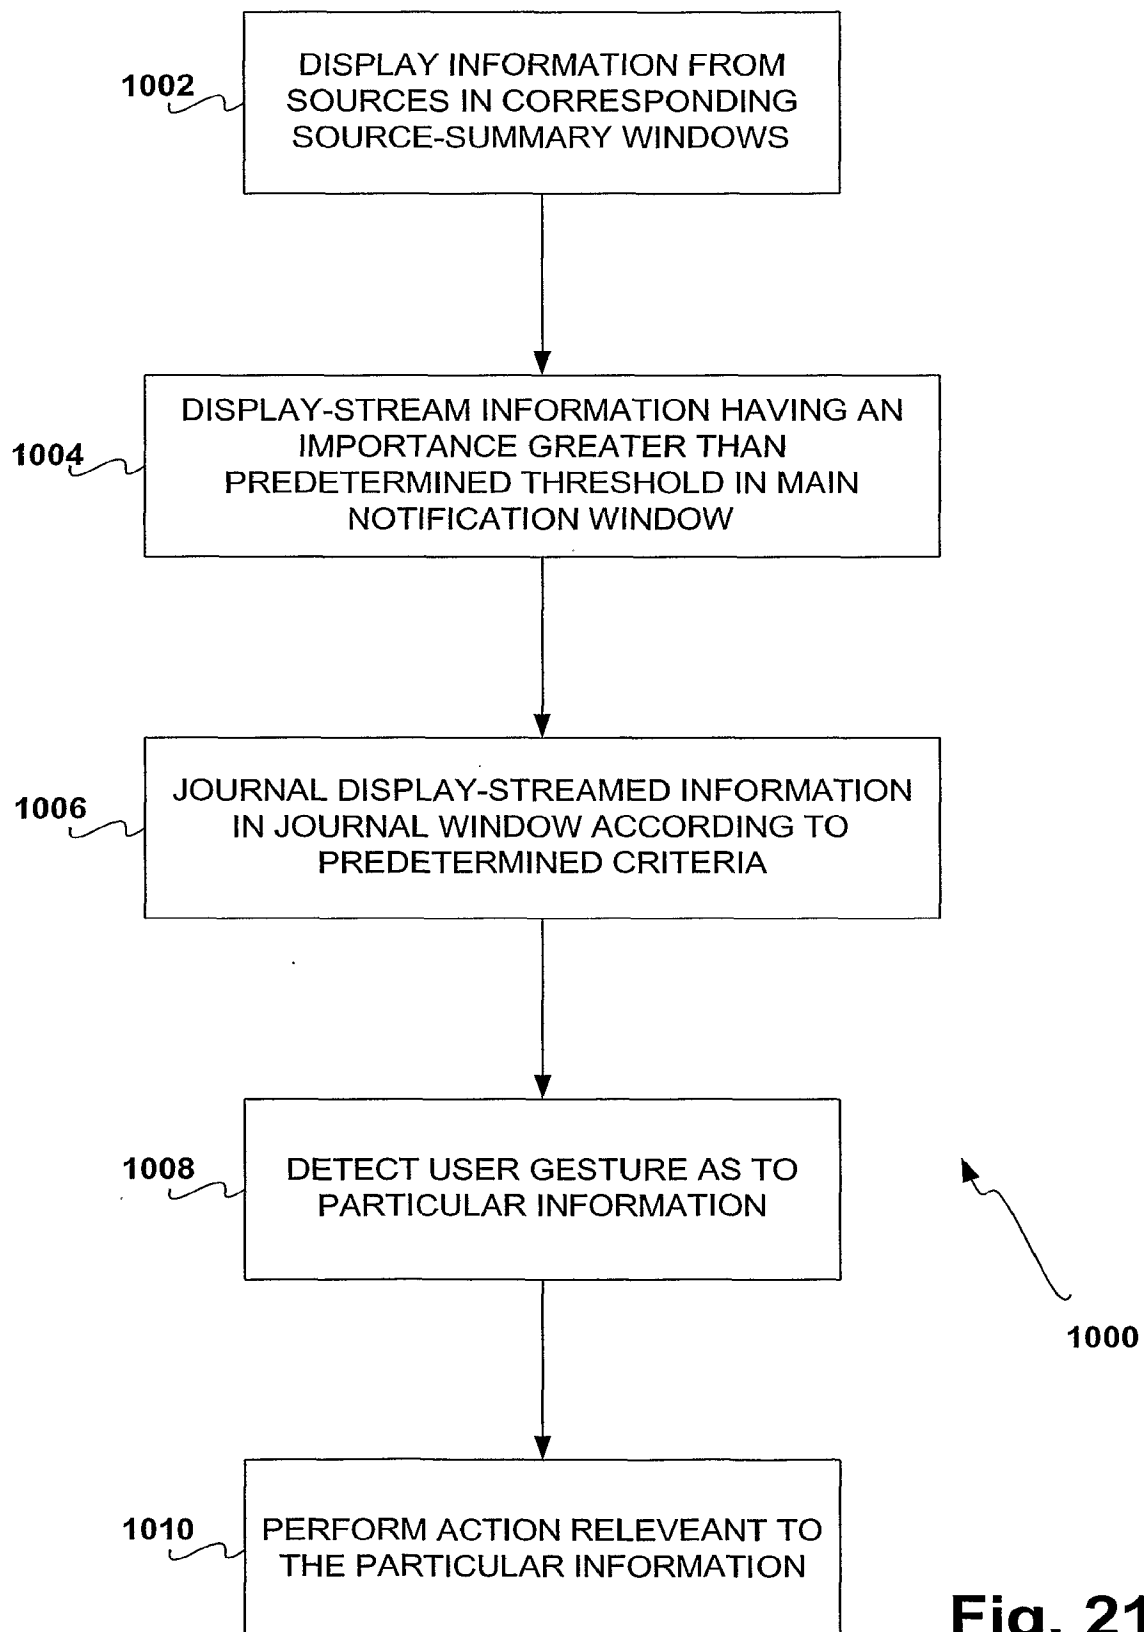 1002
DISPLAY INFORMATION FROM
SOURCES IN CORRESPONDING
SOURCE-SUMMARY WINDOWS
1004
DISPLAY-STREAM INFORMATION HAVING AN
IMPORTANCE GREATER THAN
PREDETERMINED THRESHOLD IN MAIN
NOTIFICATION WINDOW
1006
JOURNAL DISPLAY-STREAMED INFORMATION
IN JOURNAL WINDOW ACCORDING TO
PREDETERMINED CRITERIA
1008
DETECT USER GESTURE AS TO
PARTICULAR INFORMATION
1000
1010
PERFORM ACTION RELEVEANT TO
THE PARTICULAR INFORMATION
Fig. 21